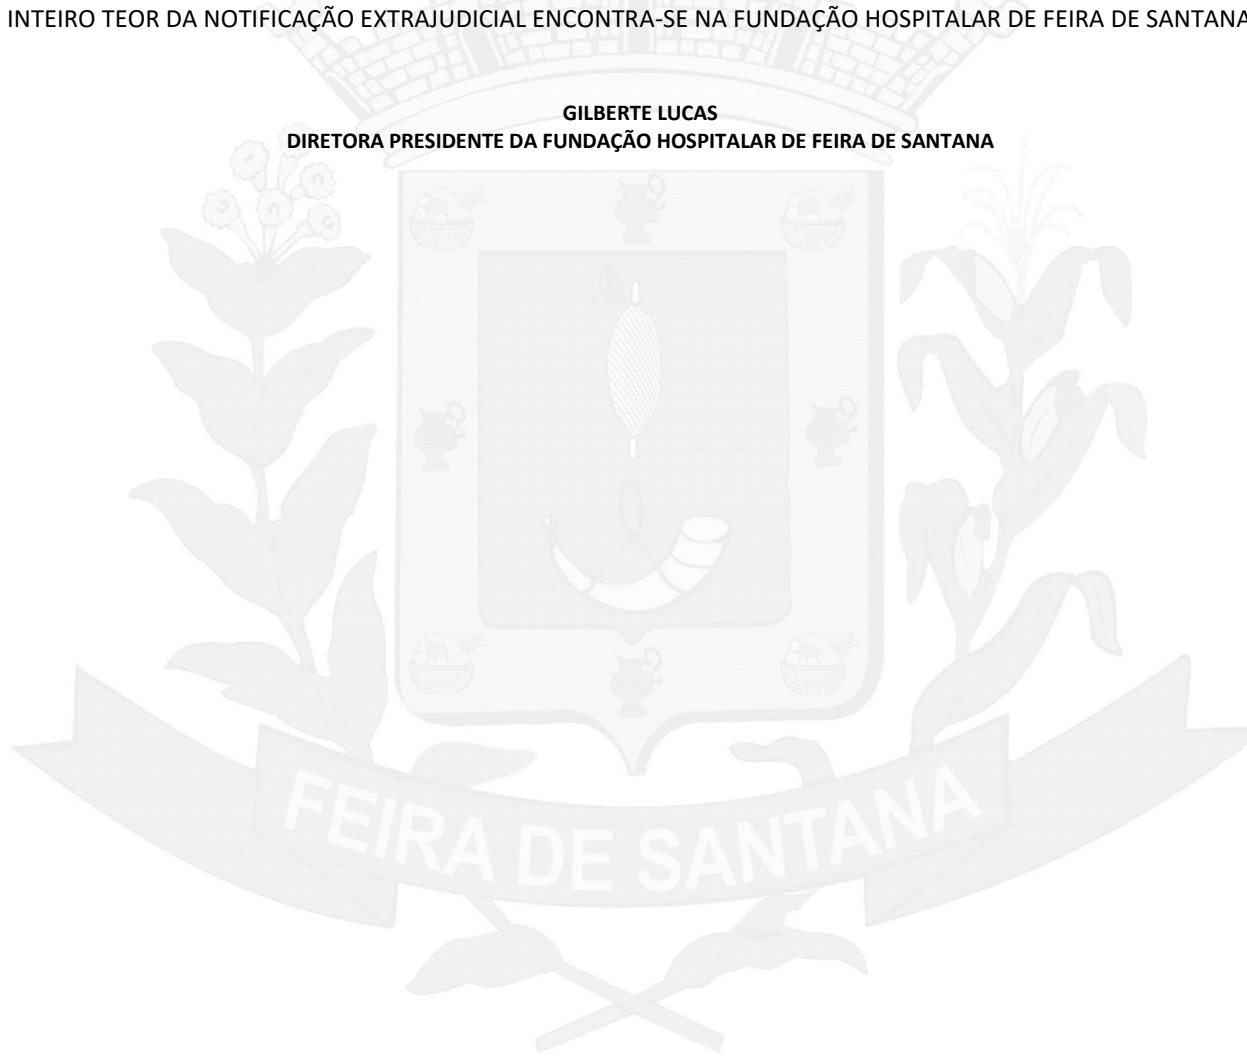 INTEIRO TEOR DA NOTIFICAÇÃO EXTRAJUDICIAL ENCONTRA-SE NA FUNDAÇÃO HOSPITALAR DE FEIRA DE SANTANA
GILBERTE LUCAS
DIRETORA PRESIDENTE DA FUNDAÇÃO HOSPITALAR DE FEIRA DE SANTANA
FEIRA DE SANTANA